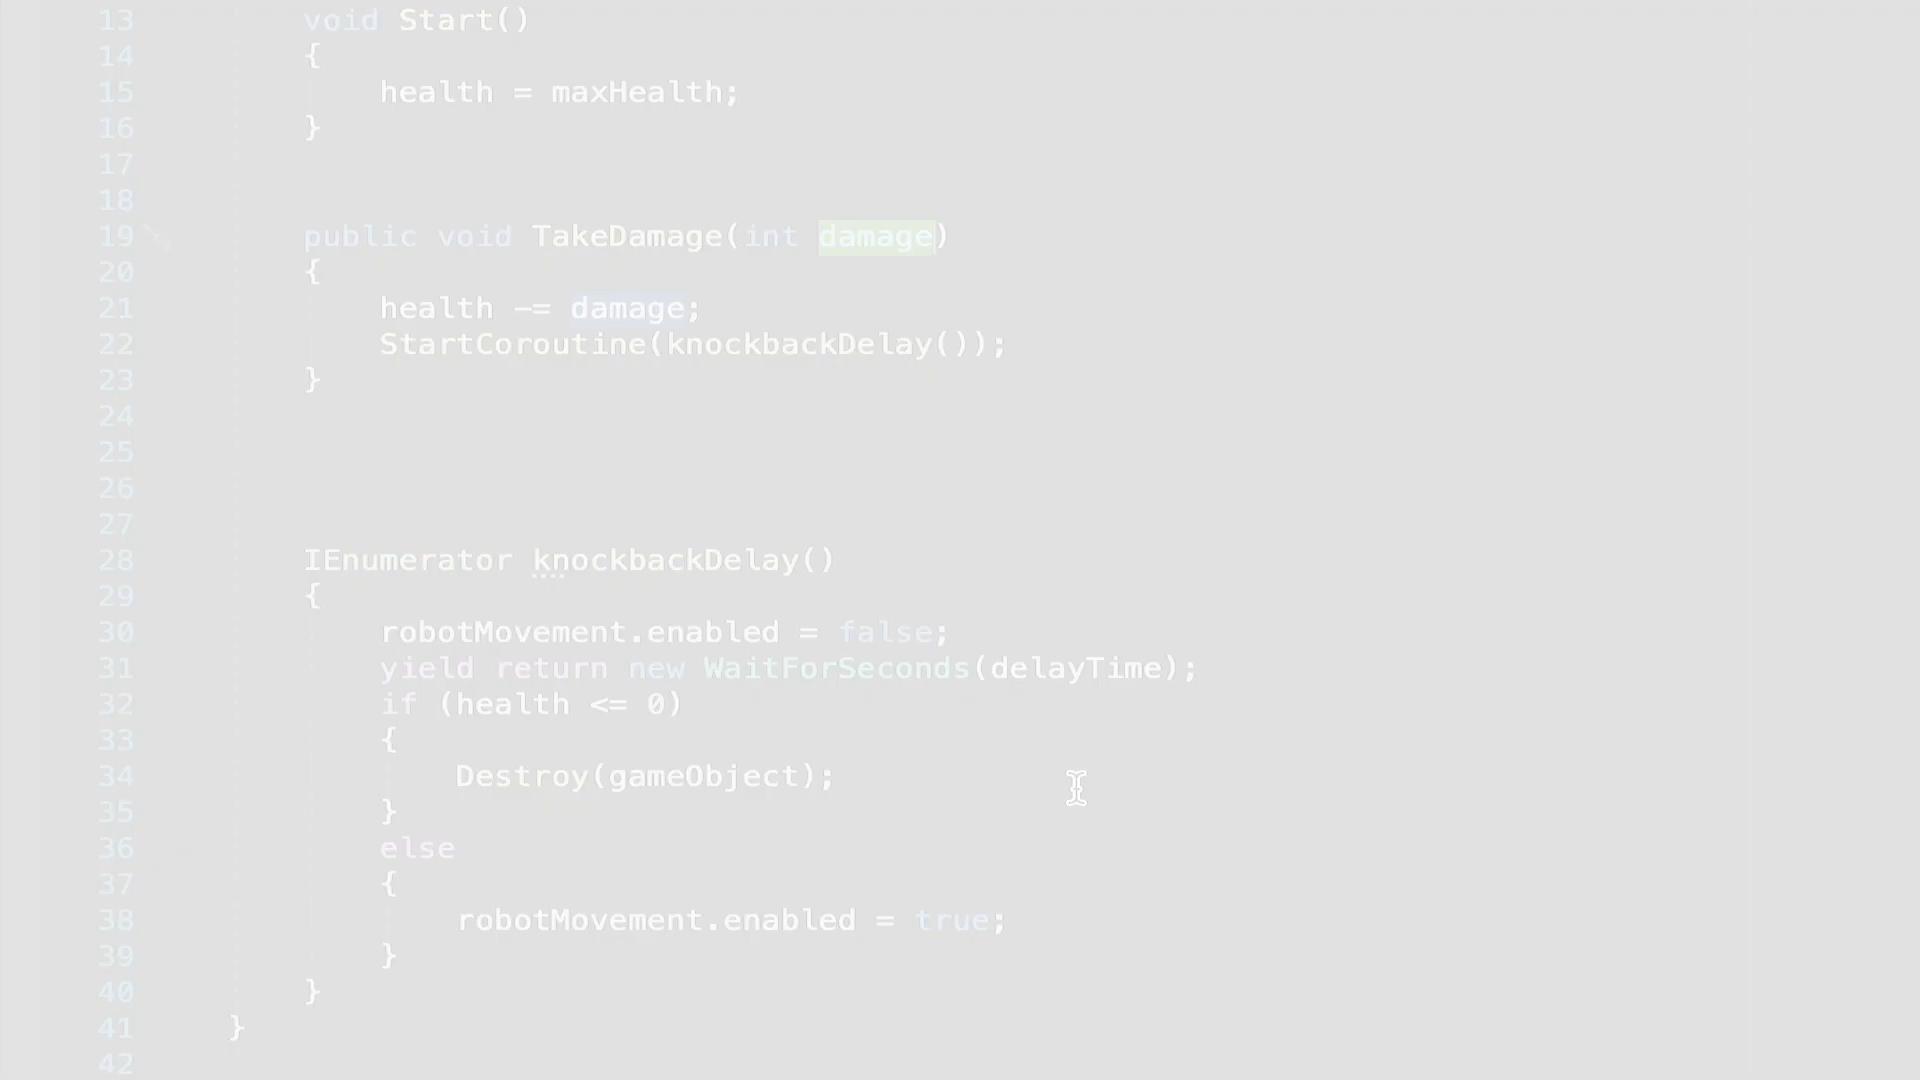 13 void Start()
14 {
15 health = maxHealth;
16 }
17
18
19 public void TakeDamage(int damage)
20 {
21 health -= damage;
22 StartCoroutine(knockbackDelay());
23 }
24
25
26
27
28 IEnumerator knockbackDelay()
29 {
30 robotMovement.enabled = false;
31 yield return new WaitForSeconds(delayTime);
32 if (health <= 0)
33 {
34 Destroy(gameObject);
35 }
36 else
37 {
38 robotMovement.enabled = true;
39 }
40 }
41 }
42